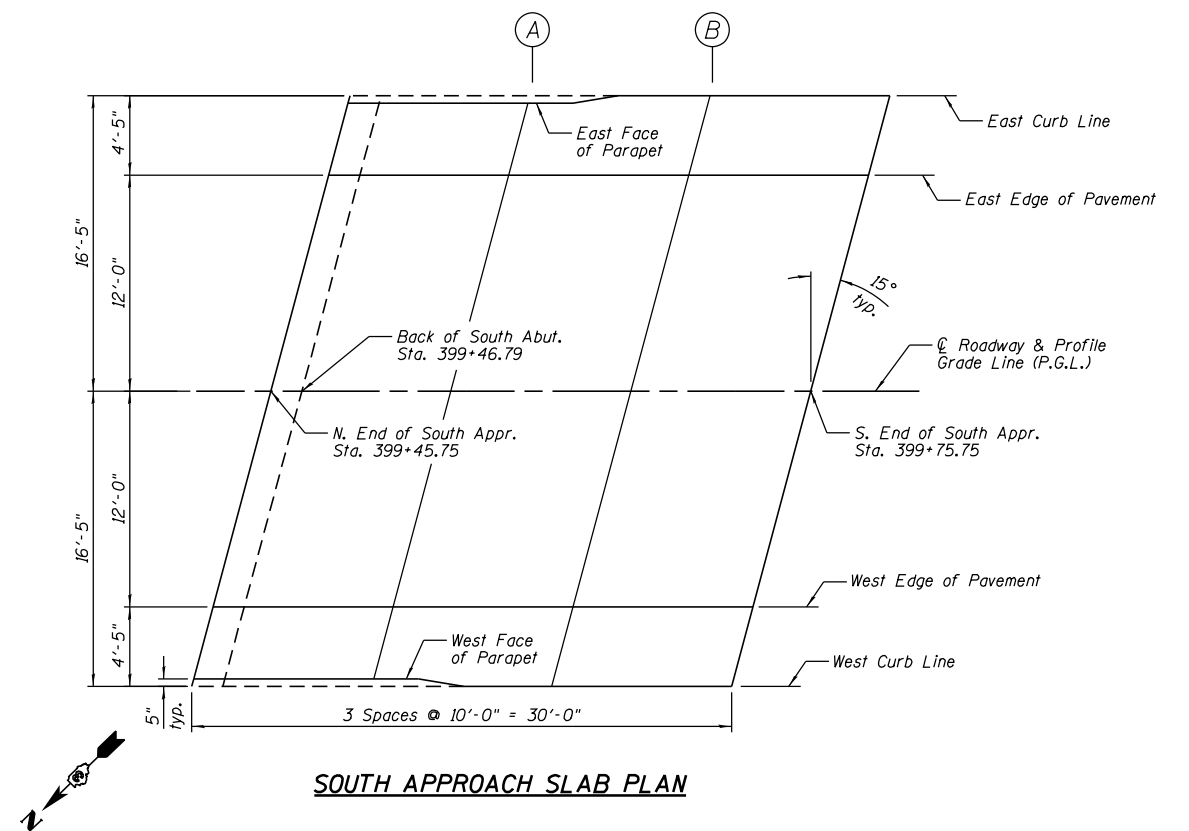 A
B
East Curb Line
East Face
of Parapet
East Edge of Pavement
4'-5"
16'-5"
12'-0"
15°
typ.
Back of South Abut.
Sta. 399+46.79
℄ Roadway & Profile
Grade Line (P.G.L.)
N. End of South Appr.
Sta. 399+45.75
S. End of South Appr.
Sta. 399+75.75
12'-0"
16'-5"
West Edge of Pavement
4'-5"
West Face
of Parapet
West Curb Line
5"
typ.
3 Spaces @ 10'-0" = 30'-0"
SOUTH APPROACH SLAB PLAN
N